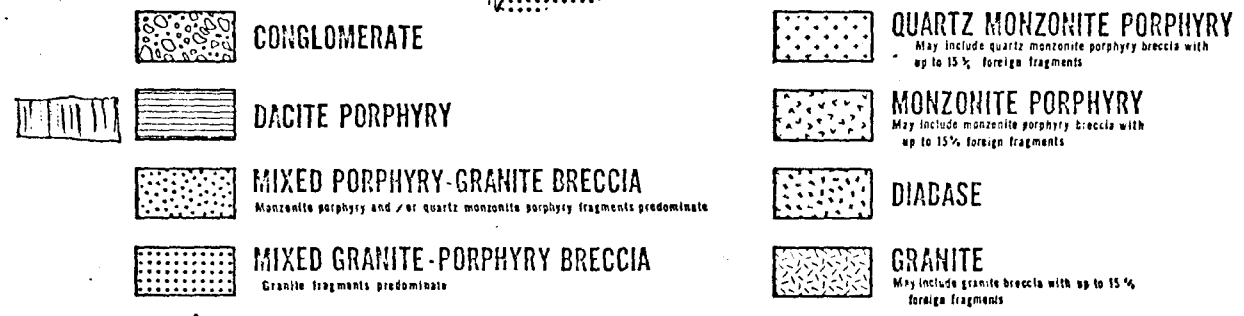 CONGLOMERATE
DACITE PORPHYRY
MIXED PORPHYRY-GRANITE BRECCIA
Monzonite porphyry and / or quartz monzonite porphyry fragments predominate
MIXED GRANITE-PORPHYRY BRECCIA
Granite fragments predominate
QUARTZ MONZONITE PORPHYRY
May include quartz monzonite porphyry breccia with
up to 15 % foreign fragments
MONZONITE PORPHYRY
May include monzonite porphyry breccia with
up to 15% foreign fragments
DIABASE
GRANITE
May include granite breccia with up to 15 %
foreign fragments